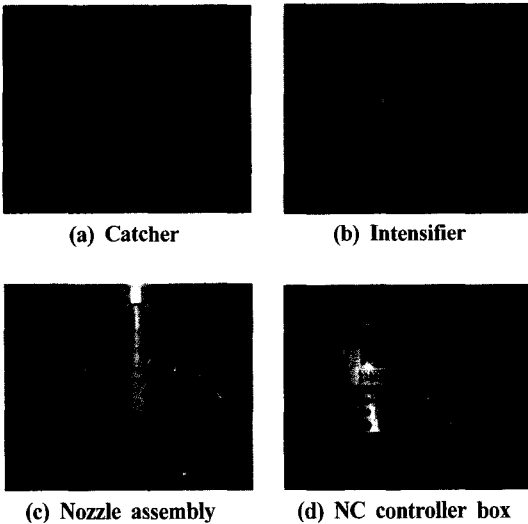 (a) Catcher
(b) Intensifier
(c) Nozzle assembly
(d) NC controller box